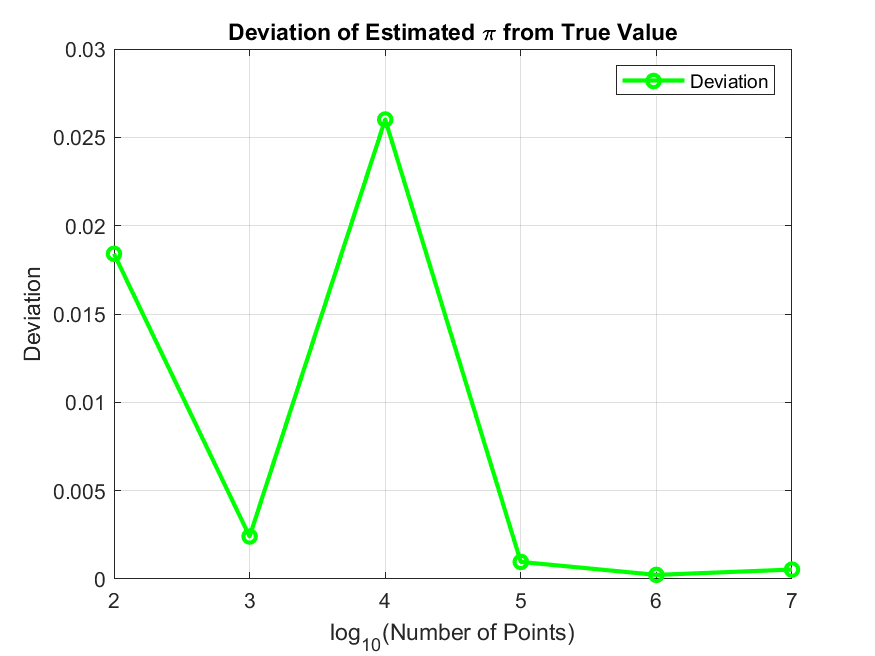 Deviation of Estimated π from True Value
Deviation
0.03
0.025
0.02
0.015
0.01
0.005
0
Deviation
2 3 4 5 6 7
log10(Number of Points)